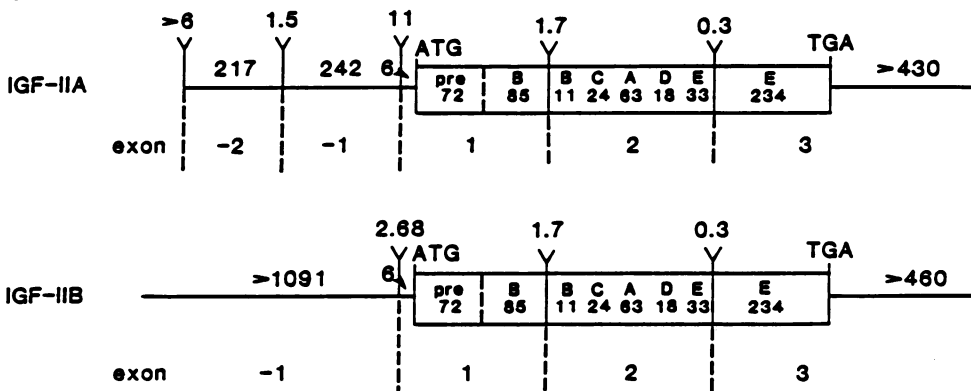 >6 1.5 11 1.7 0.3
ATG TGA
IGF-IIA 217 242 6 pre 72 B 85 B 11 C 24 A 63 D 18 E 33 E 234 >430
exon -2 -1 1 2 3
2.68 1.7 0.3
ATG TGA
IGF-IIB >1091 6 pre 72 B 85 B 11 C 24 A 63 D 18 E 33 E 234 >460
exon -1 1 2 3